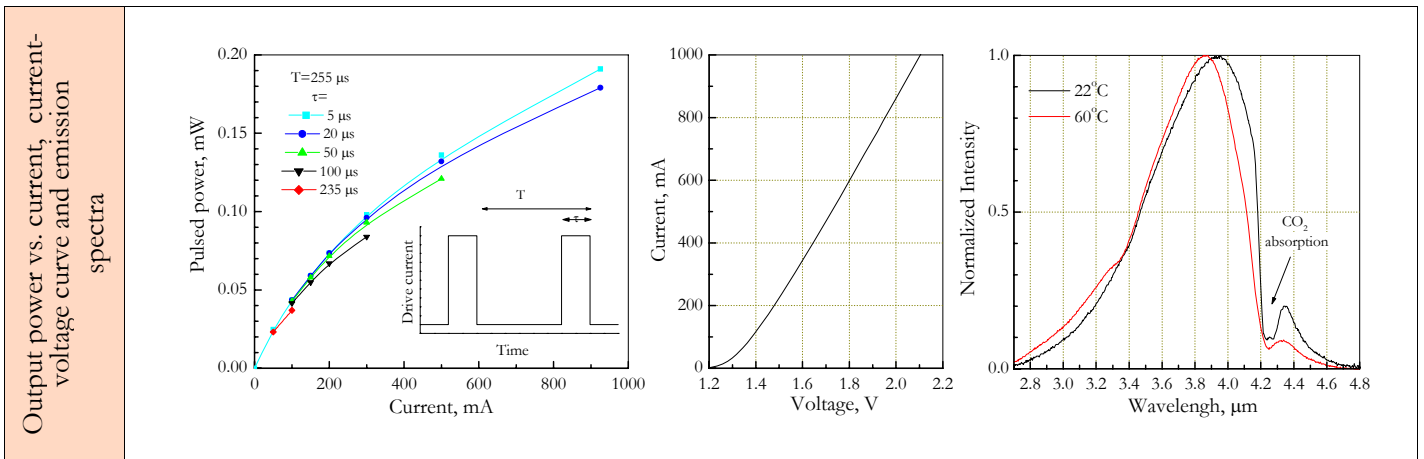 Output power vs. current, current-
voltage curve and emission
spectra
0.20
0.15
0.10
0.05
0.00
Pulsed power, mW
T=255 µs
τ=
5 µs
20 µs
50 µs
100 µs
235 µs
T
τ
Drive current
Time
0
200
400
600
800
1000
Current, mA
1000
800
600
400
200
0
Current, mA
1.2
1.4
1.6
1.8
2.0
2.2
Voltage, V
1.0
0.5
0.0
Normalized Intensity
22°C
60°C
CO₂
absorption
2.8
3.0
3.2
3.4
3.6
3.8
4.0
4.2
4.4
4.6
4.8
Wavelengh, µm